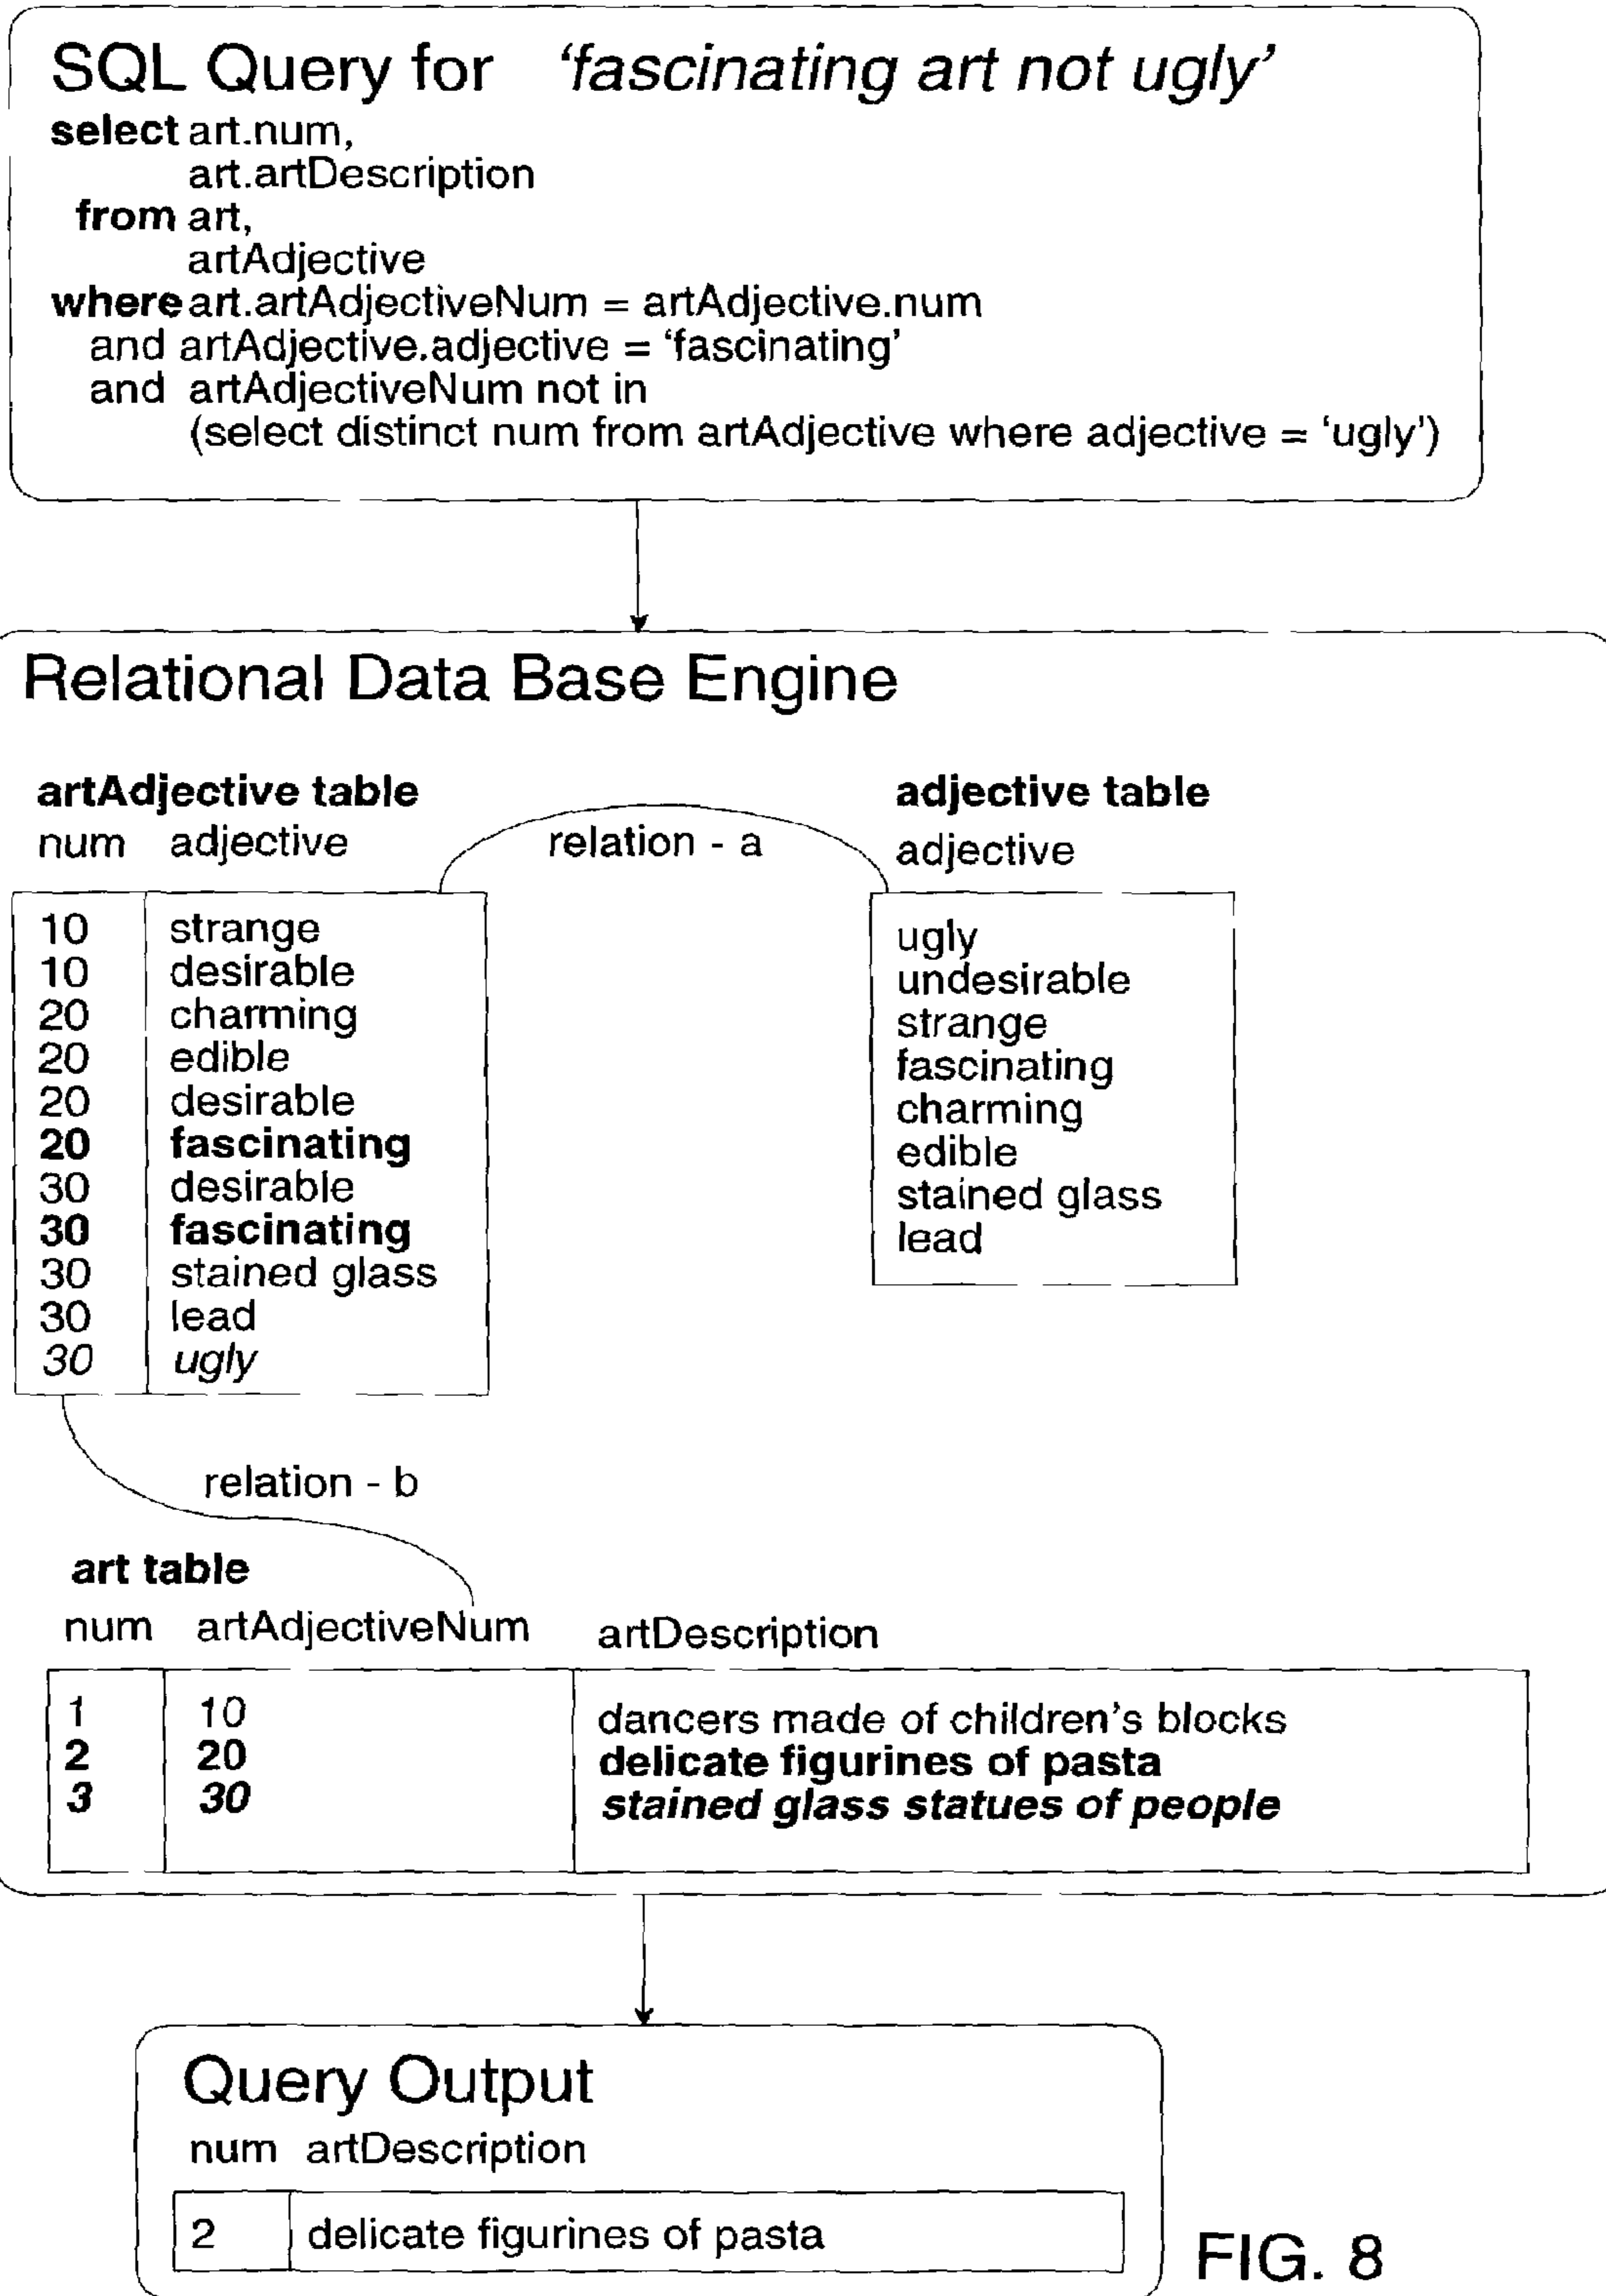 SQL Query for ‘fascinating art not ugly’
select art.num,
art.artDescription
from art,
artAdjective
where art.artAdjectiveNum = artAdjective.num
and artAdjective.adjective = ‘fascinating’
and artAdjectiveNum not in
(select distinct num from artAdjective where adjective = ‘ugly’)
Relational Data Base Engine
artAdjective table
num adjective
10 strange
10 desirable
20 charming
20 edible
20 desirable
20 fascinating
30 desirable
30 fascinating
30 stained glass
30 lead
30 ugly
relation - a
adjective table
adjective
ugly
undesirable
strange
fascinating
charming
edible
stained glass
lead
relation - b
art table
num artAdjectiveNum artDescription
1 10 dancers made of children’s blocks
2 20 delicate figurines of pasta
3 30 stained glass statues of people
Query Output
num artDescription
2 delicate figurines of pasta
FIG. 8